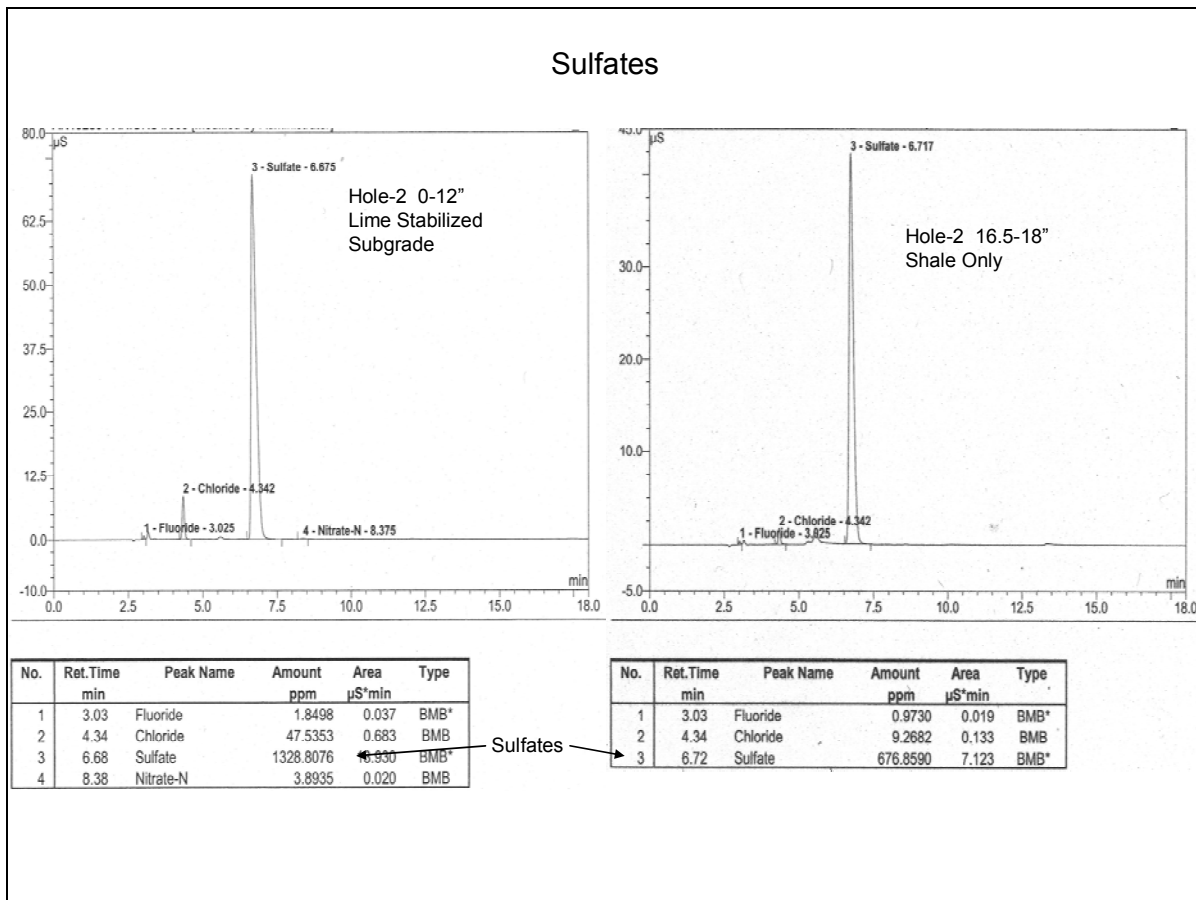 Sulfates
80.0
µS
62.5
50.0
37.5
25.0
12.5
0.0
-10.0
0.0
2.5
5.0
7.5
10.0
12.5
15.0
18.0
min
3 - Sulfate - 6.675
2 - Chloride - 4.342
1 - Fluoride - 3.025
4 - Nitrate-N - 8.375
Hole-2 0-12”
Lime Stabilized
Subgrade
45.0
µS
30.0
20.0
10.0
-5.0
0.0
2.5
5.0
7.5
10.0
12.5
15.0
18.0
min
3 - Sulfate - 6.717
2 - Chloride - 4.342
1 - Fluoride - 3.025
Hole-2 16.5-18”
Shale Only
No. Ret.Time Peak Name Amount Area Type
min ppm µS*min
1 3.03 Fluoride 1.8498 0.037 BMB*
2 4.34 Chloride 47.5353 0.683 BMB
3 6.68 Sulfate 1328.8076 BMB*
4 8.38 Nitrate-N 3.8935 0.020 BMB
Sulfates
No. Ret.Time Peak Name Amount Area Type
min ppm µS*min
1 3.03 Fluoride 0.9730 0.019 BMB*
2 4.34 Chloride 9.2682 0.133 BMB
3 6.72 Sulfate 676.8590 7.123 BMB*